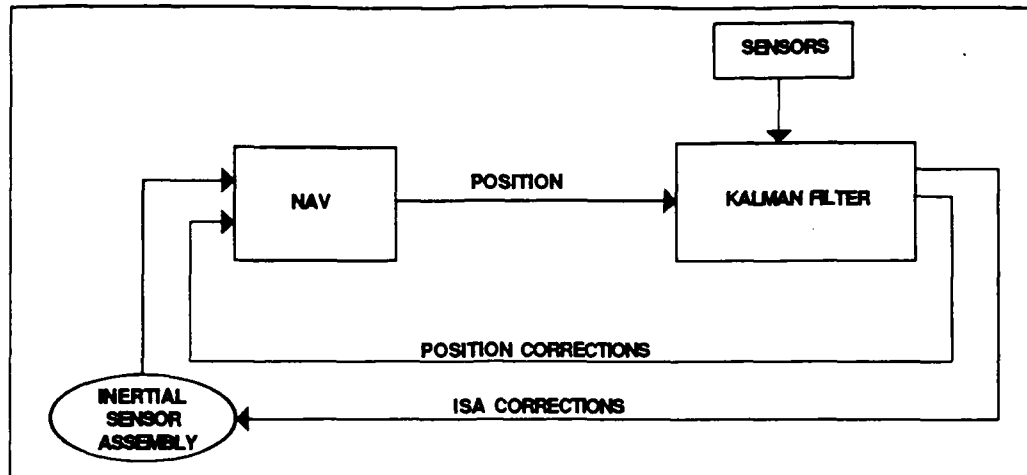 SENSORS
NAV
POSITION
KALMAN FILTER
POSITION CORRECTIONS
INERTIAL
SENSOR
ASSEMBLY
ISA CORRECTIONS